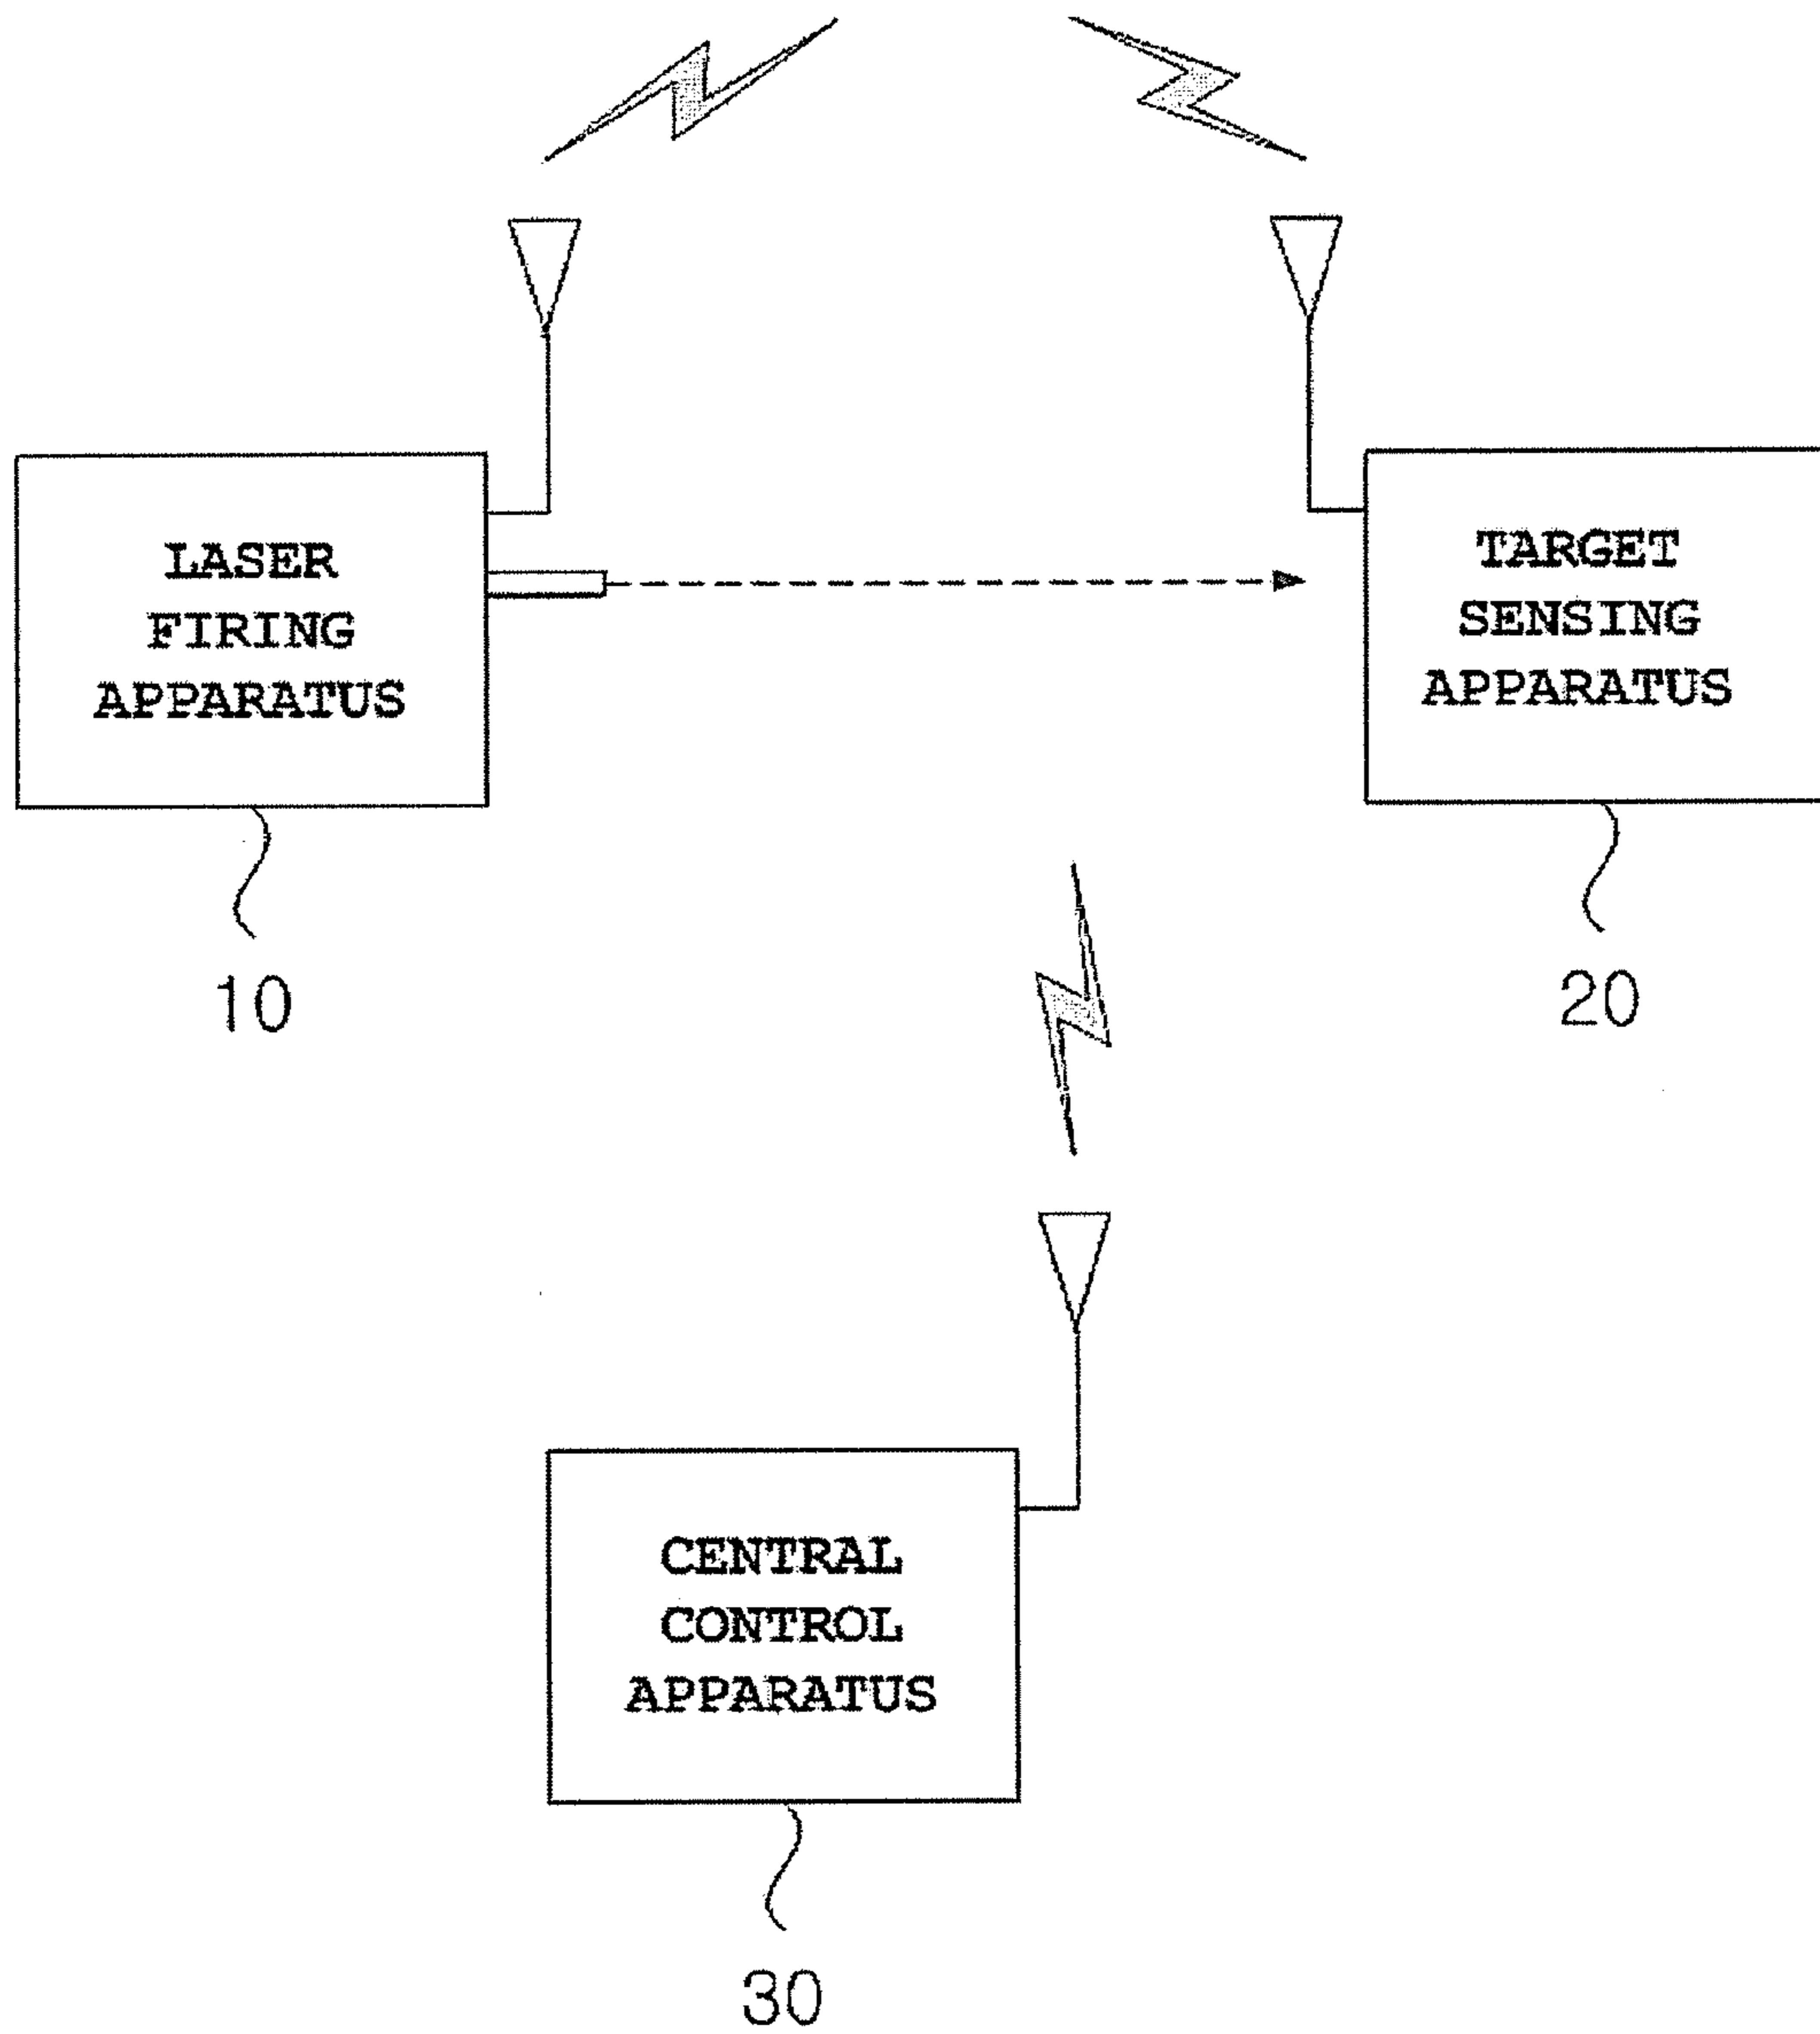 LASER
FIRING
APPARATUS
TARGET
SENSING
APPARATUS
10
20
CENTRAL
CONTROL
APPARATUS
30